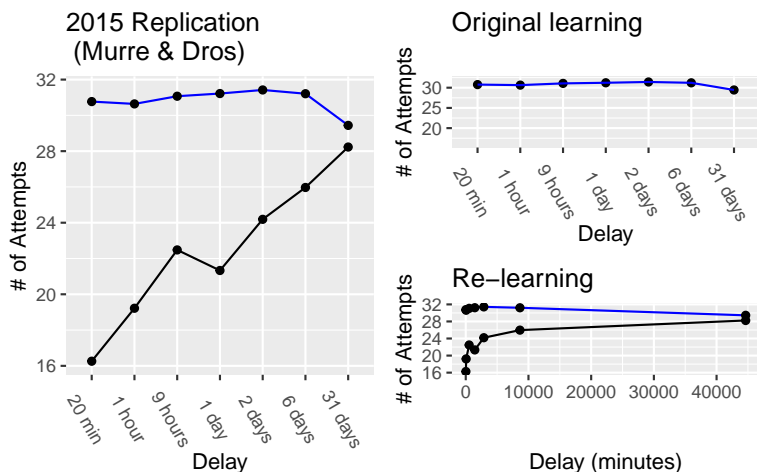 2015 Replication
(Murre & Dros)
# of Attempts
32
28
24
20
16
20 min
1 hour
9 hours
1 day
2 days
6 days
31 days
Delay
Original learning
# of Attempts
30
25
20
20 min
1 hour
9 hours
1 day
2 days
6 days
31 days
Delay
Re−learning
# of Attempts
32
28
24
20
16
0
10000
20000
30000
40000
Delay (minutes)